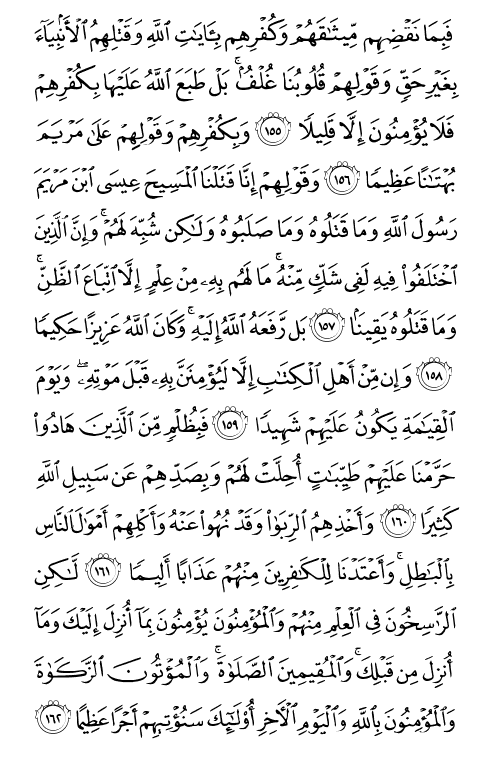 فَبِمَا نَقْضِهِم مِّيثَٰقَهُمْ وَكُفْرِهِم بِـَٔايَٰتِ ٱللَّهِ وَقَتْلِهِمُ ٱلْأَنۢبِيَآءَ
بِغَيْرِ حَقٍّ وَقَوْلِهِمْ قُلُوبُنَا غُلْفٌۢ ۚ بَلْ طَبَعَ ٱللَّهُ عَلَيْهَا بِكُفْرِهِمْ
فَلَا يُؤْمِنُونَ إِلَّا قَلِيلًا ١٥٥ وَبِكُفْرِهِمْ وَقَوْلِهِمْ عَلَىٰ مَرْيَمَ
بُهْتَٰنًا عَظِيمًا ١٥٦ وَقَوْلِهِمْ إِنَّا قَتَلْنَا ٱلْمَسِيحَ عِيسَى ٱبْنَ مَرْيَمَ
رَسُولَ ٱللَّهِ وَمَا قَتَلُوهُ وَمَا صَلَبُوهُ وَلَٰكِن شُبِّهَ لَهُمْ ۚ وَإِنَّ ٱلَّذِينَ
ٱخْتَلَفُوا۟ فِيهِ لَفِى شَكٍّ مِّنْهُ ۚ مَا لَهُم بِهِۦ مِنْ عِلْمٍ إِلَّا ٱتِّبَاعَ ٱلظَّنِّ ۚ
وَمَا قَتَلُوهُ يَقِينًۢا ١٥٧ بَل رَّفَعَهُ ٱللَّهُ إِلَيْهِ ۚ وَكَانَ ٱللَّهُ عَزِيزًا حَكِيمًا
١٥٨ وَإِن مِّنْ أَهْلِ ٱلْكِتَٰبِ إِلَّا لَيُؤْمِنَنَّ بِهِۦ قَبْلَ مَوْتِهِۦ ۖ وَيَوْمَ
ٱلْقِيَٰمَةِ يَكُونُ عَلَيْهِمْ شَهِيدًا ١٥٩ فَبِظُلْمٍ مِّنَ ٱلَّذِينَ هَادُوا۟
حَرَّمْنَا عَلَيْهِمْ طَيِّبَٰتٍ أُحِلَّتْ لَهُمْ وَبِصَدِّهِمْ عَن سَبِيلِ ٱللَّهِ
كَثِيرًا ١٦٠ وَأَخْذِهِمُ ٱلرِّبَوٰا۟ وَقَدْ نُهُوا۟ عَنْهُ وَأَكْلِهِمْ أَمْوَٰلَ ٱلنَّاسِ
بِٱلْبَٰطِلِ ۚ وَأَعْتَدْنَا لِلْكَٰفِرِينَ مِنْهُمْ عَذَابًا أَلِيمًا ١٦١ لَّٰكِنِ
ٱلرَّٰسِخُونَ فِى ٱلْعِلْمِ مِنْهُمْ وَٱلْمُؤْمِنُونَ يُؤْمِنُونَ بِمَآ أُنزِلَ إِلَيْكَ وَمَآ
أُنزِلَ مِن قَبْلِكَ ۚ وَٱلْمُقِيمِينَ ٱلصَّلَوٰةَ ۚ وَٱلْمُؤْتُونَ ٱلزَّكَوٰةَ
وَٱلْمُؤْمِنُونَ بِٱللَّهِ وَٱلْيَوْمِ ٱلْـَٔاخِرِ أُو۟لَٰٓئِكَ سَنُؤْتِيهِمْ أَجْرًا عَظِيمًا ١٦٢